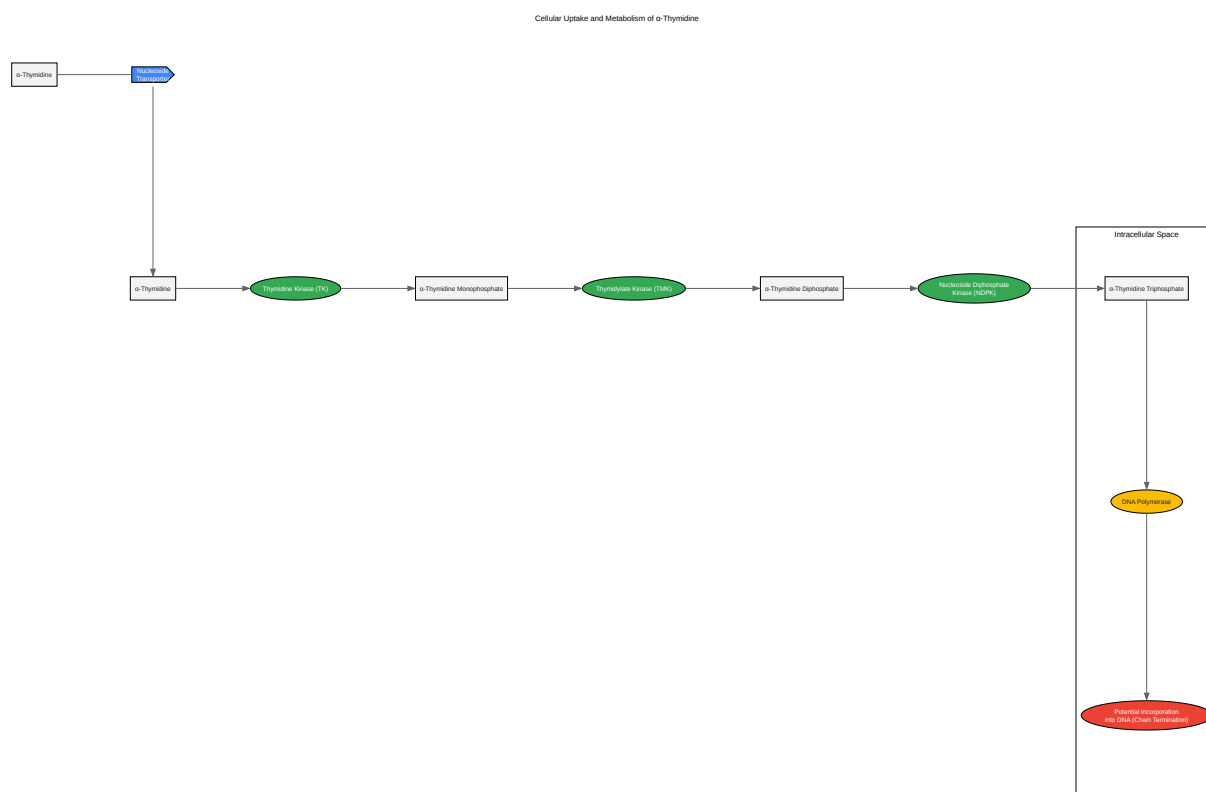 Cellular Uptake and Metabolism of α-Thymidine
α-Thymidine
Nucleoside
Transporter
Intracellular Space
α-Thymidine
Thymidine Kinase (TK)
α-Thymidine Monophosphate
Thymidylate Kinase (TMK)
α-Thymidine Diphosphate
Nucleoside Diphosphate
Kinase (NDPK)
α-Thymidine Triphosphate
DNA Polymerase
Potential Incorporation
into DNA (Chain Termination)